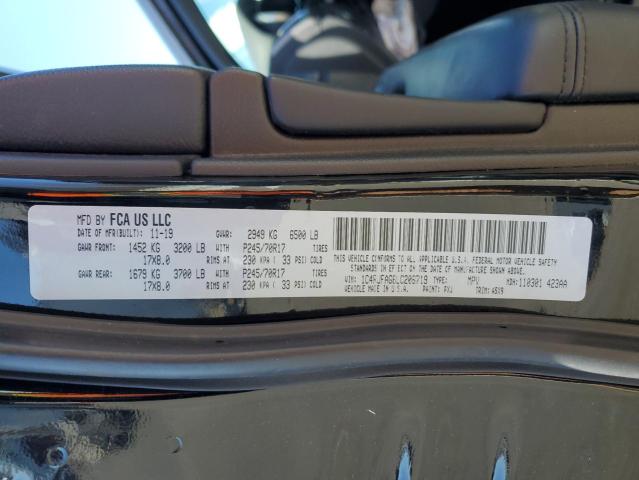 MFD BY FCA US LLC
DATE OF MFR(BUILT): 11-19 GVWR: 2949 KG 6500 LB
GAWR FRONT: 1452 KG 3200 LB WITH P245/70R17 TIRES
17X8.0 RIMS AT 230 KPA ( 33 PSI) COLD
GAWR REAR: 1679 KG 3700 LB WITH P245/70R17 TIRES
17X8.0 RIMS AT 230 KPA ( 33 PSI) COLD
THIS VEHICLE CONFORMS TO ALL APPLICABLE U.S.A. FEDERAL MOTOR VEHICLE SAFETY
STANDARDS IN EFFECT ON THE DATE OF MANUFACTURE SHOWN ABOVE.
VIN: 1C4RJFAG6LC209719 TYPE: MPV MDH: 110301 423AA
VEHICLE MADE IN U.S.A. PAINT: PXJ TRIM: A5X9